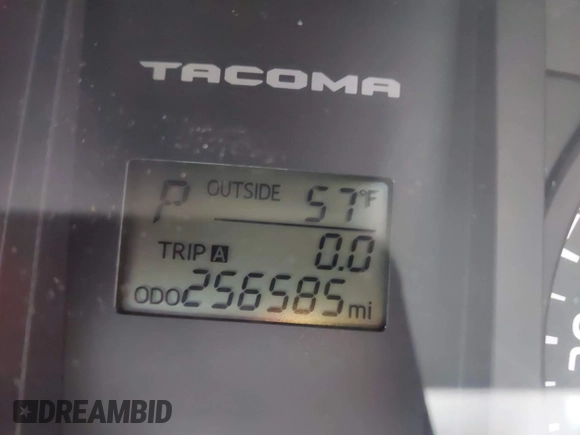 TACOMA
P OUTSIDE 57°F
TRIP A 0.0
ODO 256585 mi
DREAMBID